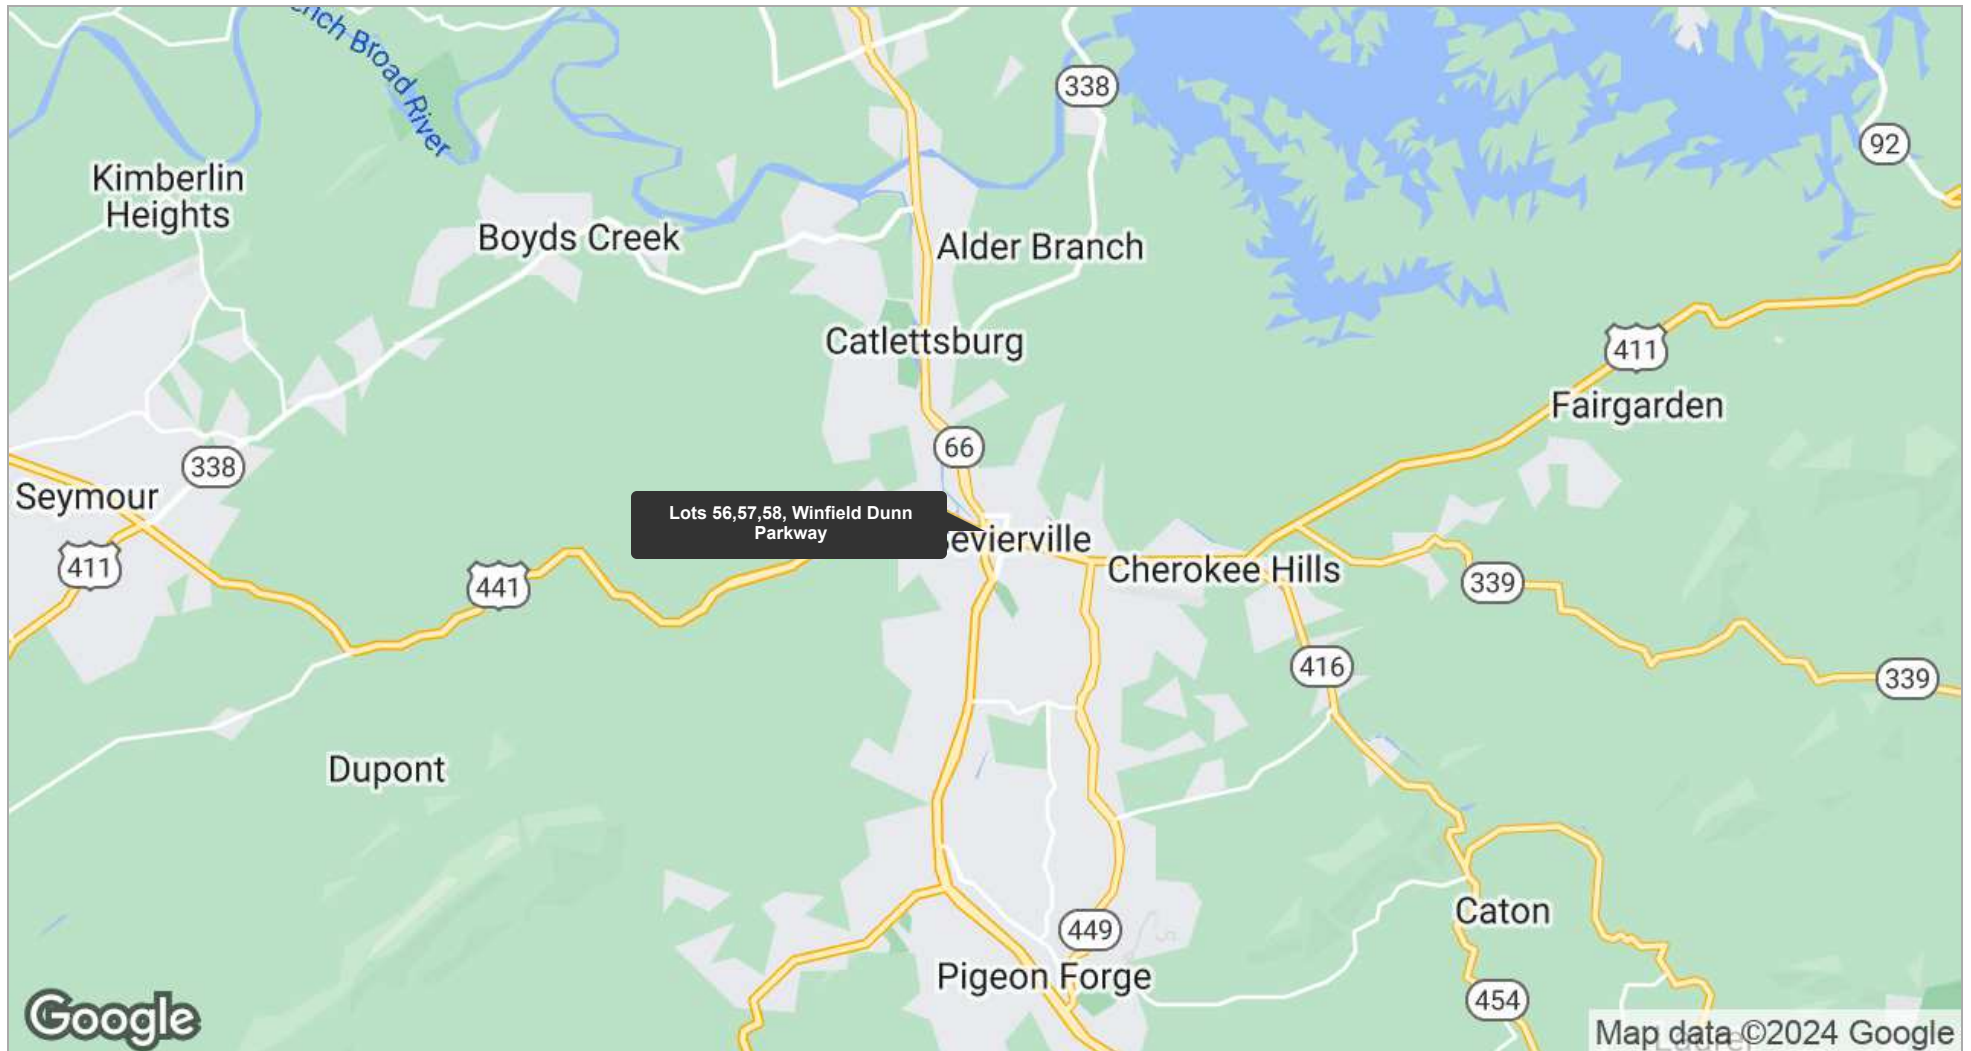 ench Broad River
338
92
Kimberlin
Heights
Boyds Creek
Alder Branch
Catlettsburg
411
Fairgarden
66
338
Seymour
Lots 56,57,58, Winfield Dunn
Parkway
evierville
411
441
Cherokee Hills
339
416
339
Dupont
Caton
449
Pigeon Forge
454
Google
Map data ©2024 Google